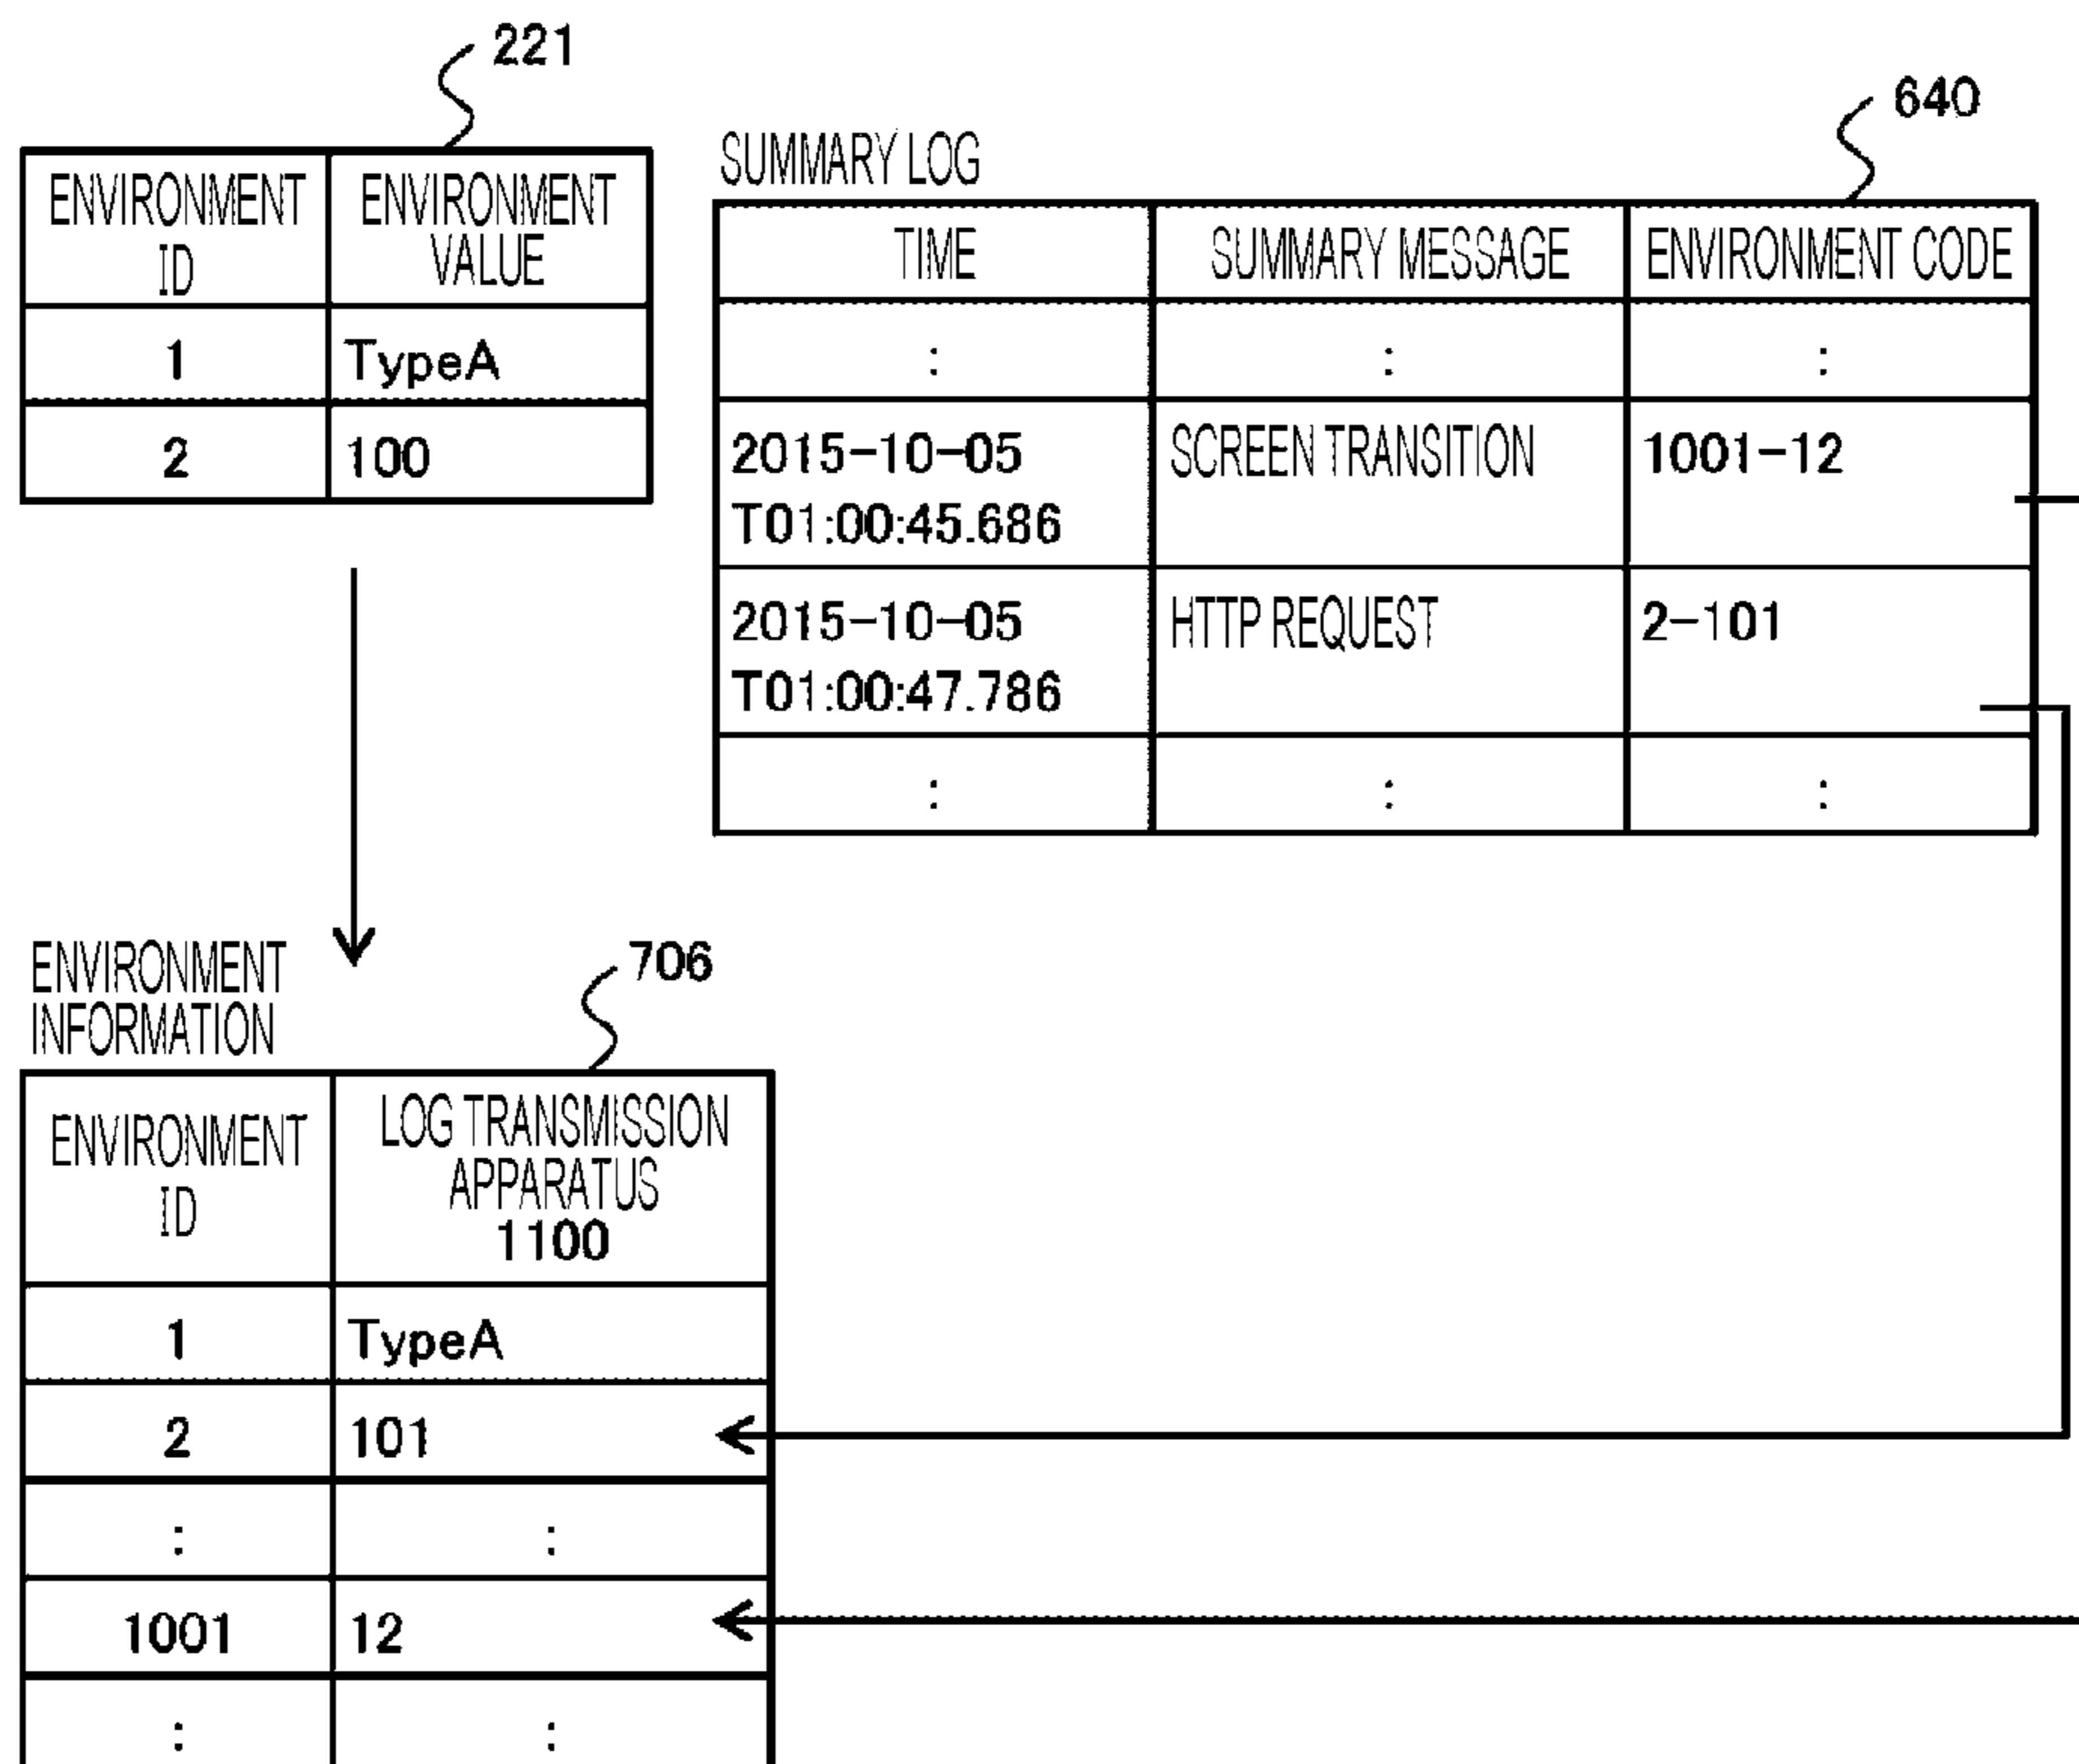 221
ENVIRONMENT
ID
ENVIRONMENT
VALUE
1
TypeA
2
100
640
SUMMARY LOG
TIME
SUMMARY MESSAGE
ENVIRONMENT CODE
:
:
:
2015-10-05
T01:00:45.686
SCREEN TRANSITION
1001-12
2015-10-05
T01:00:47.786
HTTP REQUEST
2-101
:
:
:
ENVIRONMENT
INFORMATION
706
ENVIRONMENT
ID
LOG TRANSMISSION
APPARATUS
1100
1
TypeA
2
101
:
:
1001
12
:
: